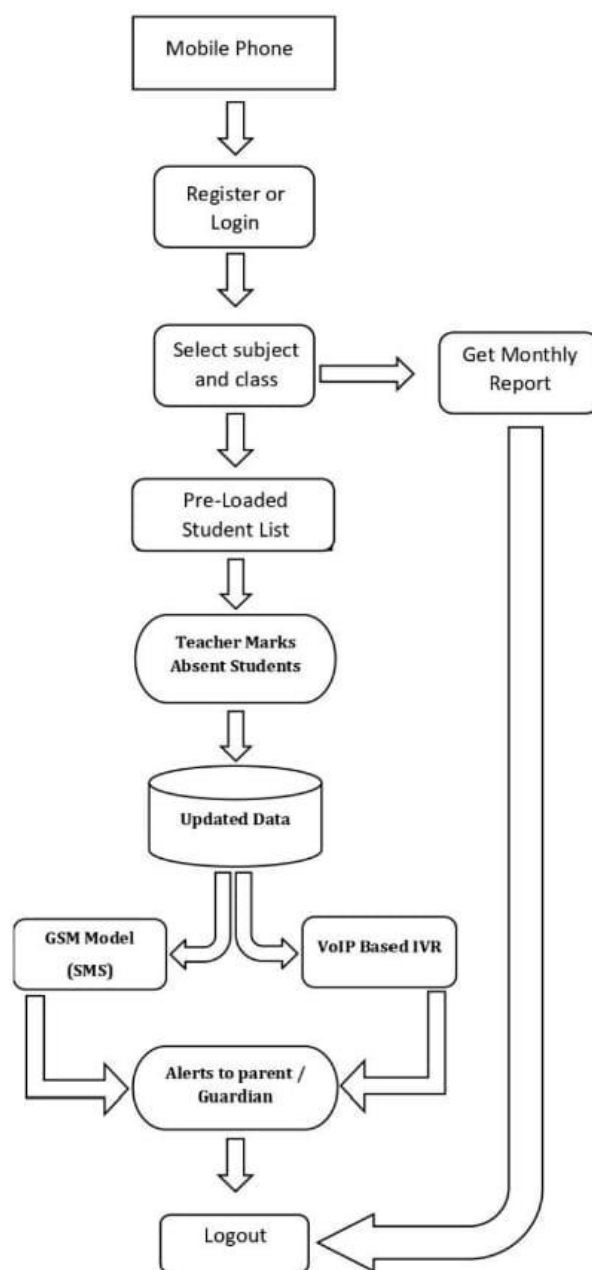 Mobile Phone
Register or
Login
Select subject
and class
Get Monthly
Report
Pre-Loaded
Student List
Teacher Marks
Absent Students
Updated Data
GSM Model
(SMS)
VoIP Based IVR
Alerts to parent /
Guardian
Logout